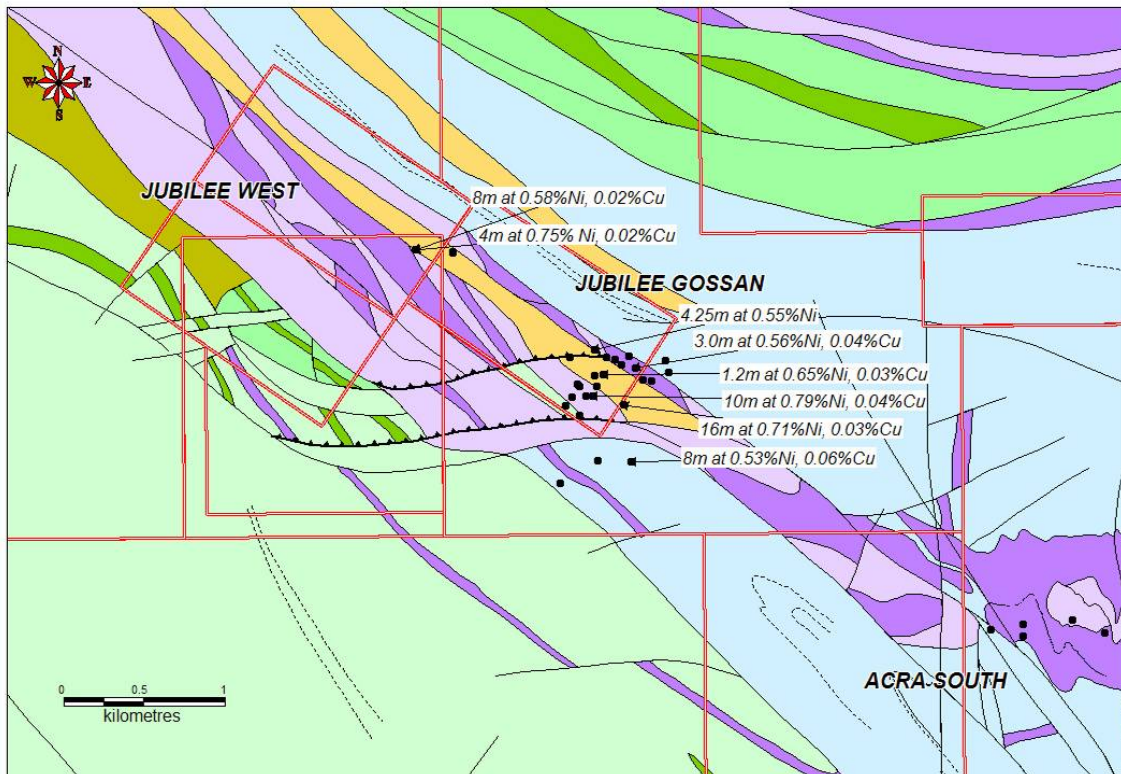 N
W E
S
JUBILEE WEST
8m at 0.58%Ni, 0.02%Cu
4m at 0.75% Ni, 0.02%Cu
JUBILEE GOSSAN
4.25m at 0.55%Ni
3.0m at 0.56%Ni, 0.04%Cu
1.2m at 0.65%Ni, 0.03%Cu
10m at 0.79%Ni, 0.04%Cu
16m at 0.71%Ni, 0.03%Cu
8m at 0.53%Ni, 0.06%Cu
ACRA SOUTH
0 0.5 1
kilometres